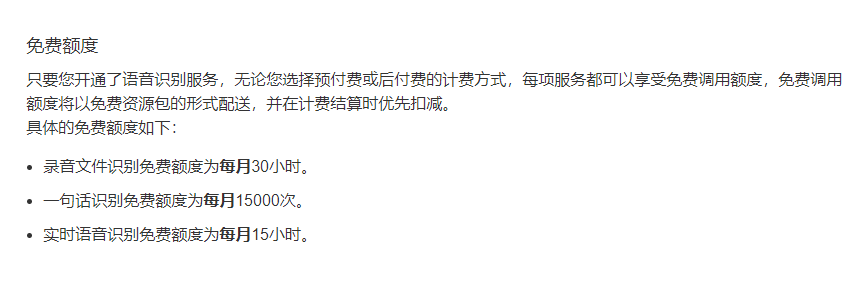 免费额度
只要您开通了语音识别服务，无论您选择预付费或后付费的计费方式，每项服务都可以享受免费调用额度，免费调用
额度将以免费资源包的形式配送，并在计费结算时优先扣减。
具体的免费额度如下：
• 录音文件识别免费额度为每月30小时。
• 一句话识别免费额度为每月15000次。
• 实时语音识别免费额度为每月15小时。